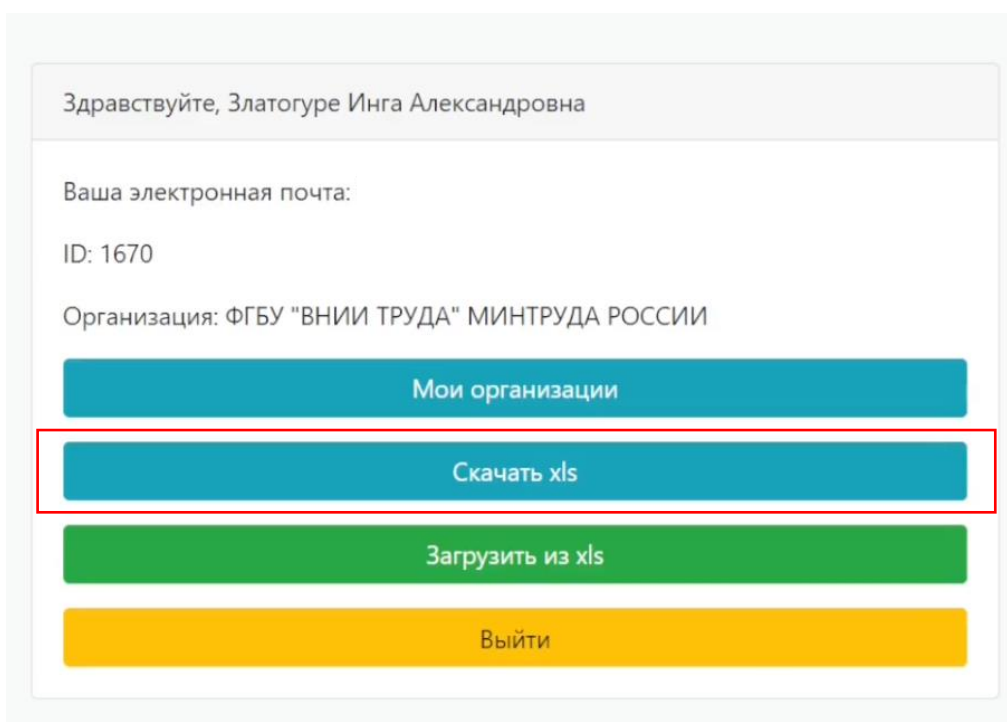 Здравствуйте, Златогуре Инга Александровна
Ваша электронная почта:
ID: 1670
Организация: ФГБУ "ВНИИ ТРУДА" МИНТРУДА РОССИИ
Мои организации
Скачать xls
Загрузить из xls
Выйти